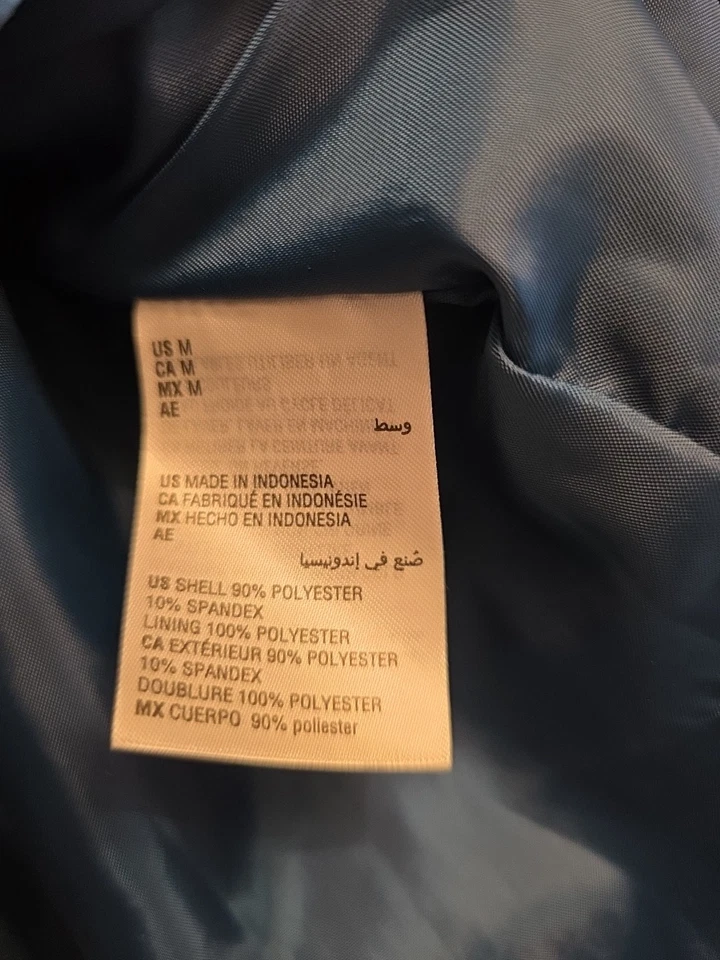 US M
CA M
MX M
AE
وسط
US MADE IN INDONESIA
CA FABRIQUÉ EN INDONÉSIE
MX HECHO EN INDONESIA
AE
صُنع في إندونيسيا
US SHELL 90% POLYESTER
10% SPANDEX
LINING 100% POLYESTER
CA EXTÉRIEUR 90% POLYESTER
10% SPANDEX
DOUBLURE 100% POLYESTER
MX CUERPO 90% poliester